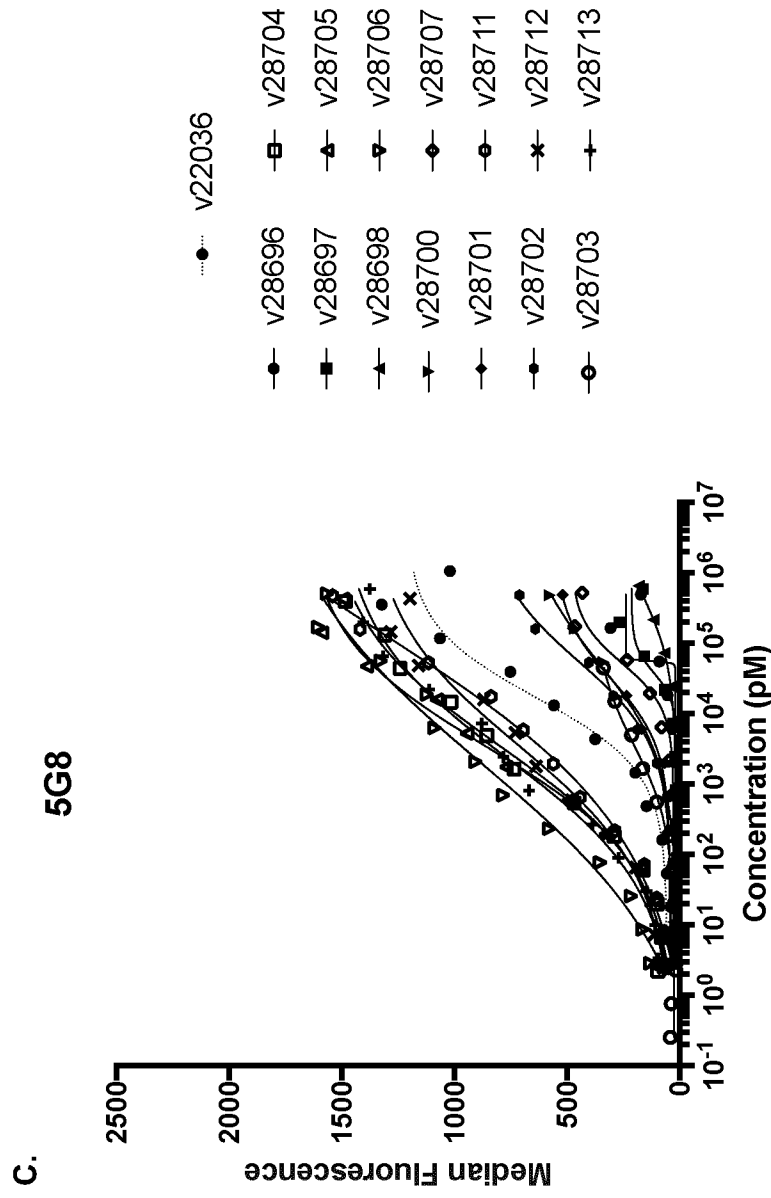 C.
5G8
Median Fluorescence
2500
2000
1500
1000
500
0
10⁻¹ 10⁰ 10¹ 10² 10³ 10⁴ 10⁵ 10⁶ 10⁷
Concentration (pM)
v22036
v28696 v28704
v28697 v28705
v28698 v28706
v28700 v28707
v28701 v28711
v28702 v28712
v28703 v28713